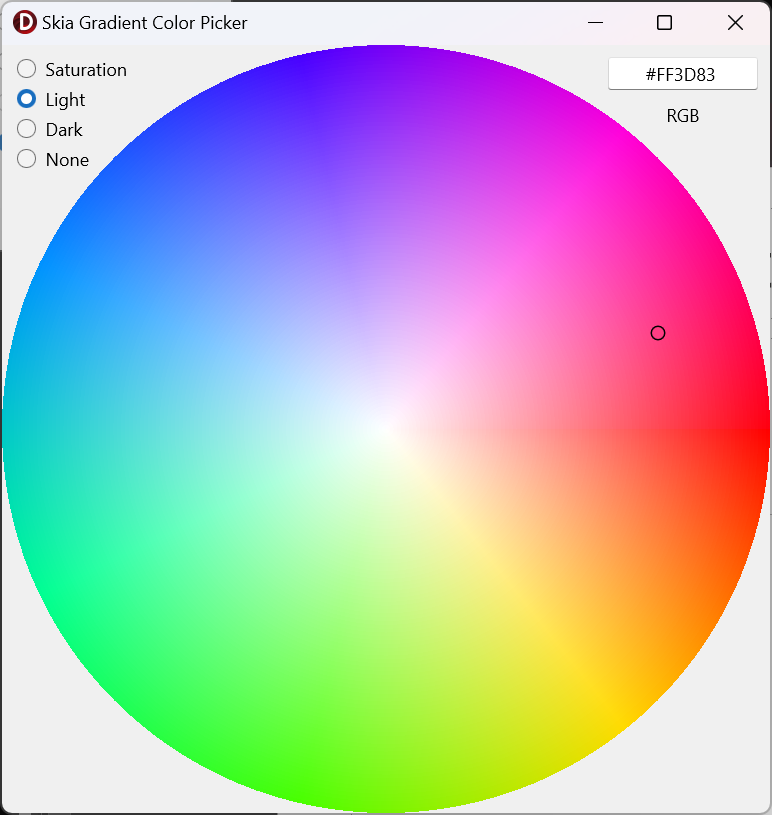 Skia Gradient Color Picker
Saturation
Light
Dark
None
#FF3D83
RGB